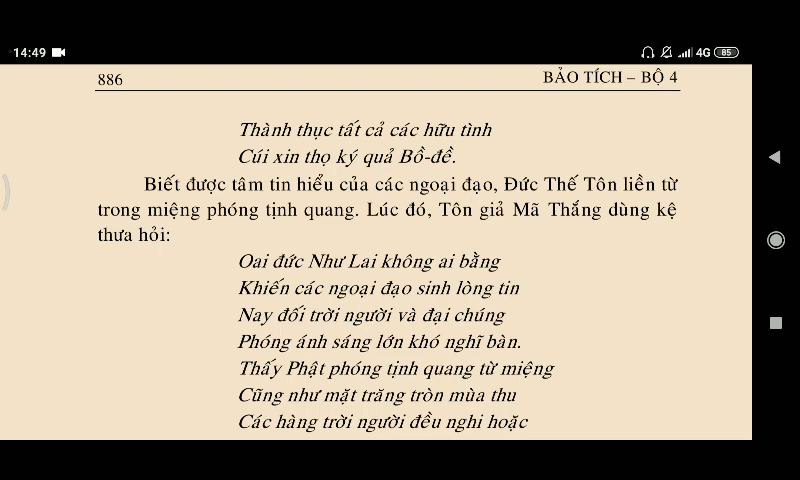 14:49
4G 85
886 BẢO TÍCH – BỘ 4
Thành thục tất cả các hữu tình
Cúi xin thọ ký quả Bồ-đề.
Biết được tâm tin hiểu của các ngoại đạo, Đức Thế Tôn liền từ
trong miệng phóng tịnh quang. Lúc đó, Tôn giả Mã Thắng dùng kệ
thưa hỏi:
Oai đức Như Lai không ai bằng
Khiến các ngoại đạo sinh lòng tin
Nay đối trời người và đại chúng
Phóng ánh sáng lớn khó nghĩ bàn.
Thấy Phật phóng tịnh quang từ miệng
Cũng như mặt trăng tròn mùa thu
Các hàng trời người đều nghi hoặc